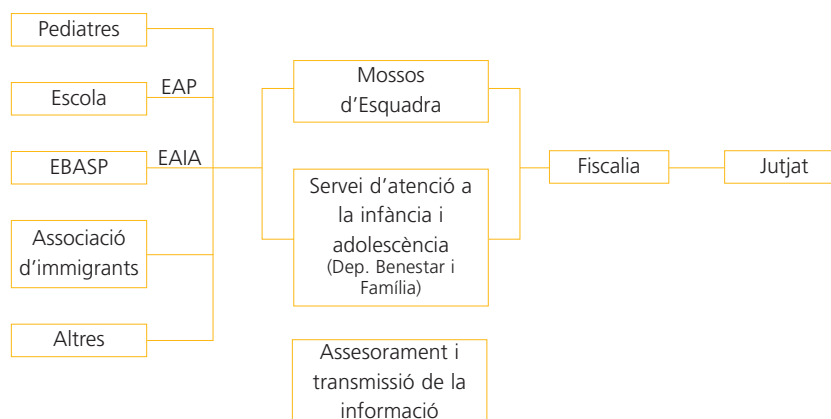 Pediatres
Escola
EAP
EBASP
EAIA
Associació
d'immigrants
Altres
Mossos
d'Esquadra
Servei d'atenció a
la infància i
adolescència
(Dep. Benestar i
Família)
Assesorament i
transmissió de la
informació
Fiscalia
Jutjat